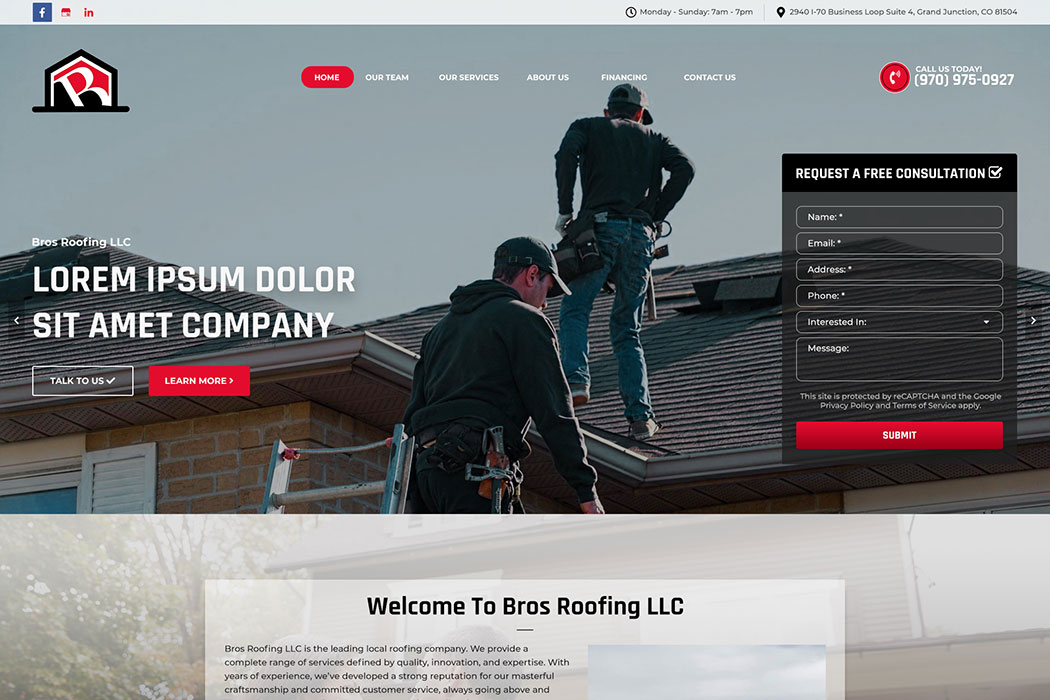 Monday - Sunday: 7am - 7pm
2940 I-70 Business Loop Suite 4, Grand Junction, CO 81504
HOME
OUR TEAM
OUR SERVICES
ABOUT US
FINANCING
CONTACT US
CALL US TODAY!
(970) 975-0927
Bros Roofing LLC
LOREM IPSUM DOLOR
SIT AMET COMPANY
TALK TO US
LEARN MORE
REQUEST A FREE CONSULTATION
Name: *
Email: *
Address: *
Phone: *
Interested In:
Message:
This site is protected by reCAPTCHA and the Google
Privacy Policy and Terms of Service apply.
SUBMIT
Welcome To Bros Roofing LLC
Bros Roofing LLC is the leading local roofing company. We provide a
complete range of services defined by quality, innovation, and expertise. With
years of experience, we've developed a strong reputation for our masterful
craftsmanship and committed customer service, always going above and